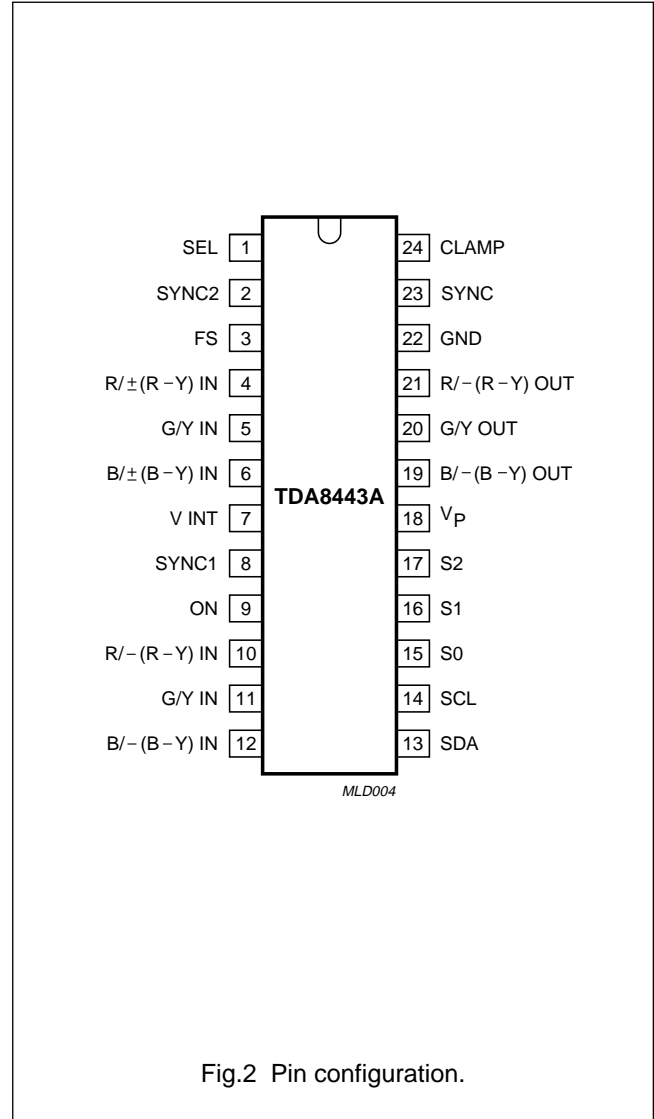 SEL 1 24 CLAMP
SYNC2 2 23 SYNC
FS 3 22 GND
R/±(R−Y) IN 4 21 R/−(R−Y) OUT
G/Y IN 5 20 G/Y OUT
B/±(B−Y) IN 6 19 B/−(B−Y) OUT
TDA8443A
V INT 7 18 VP
SYNC1 8 17 S2
ON 9 16 S1
R/−(R−Y) IN 10 15 S0
G/Y IN 11 14 SCL
B/−(B−Y) IN 12 13 SDA
MLD004
Fig.2 Pin configuration.